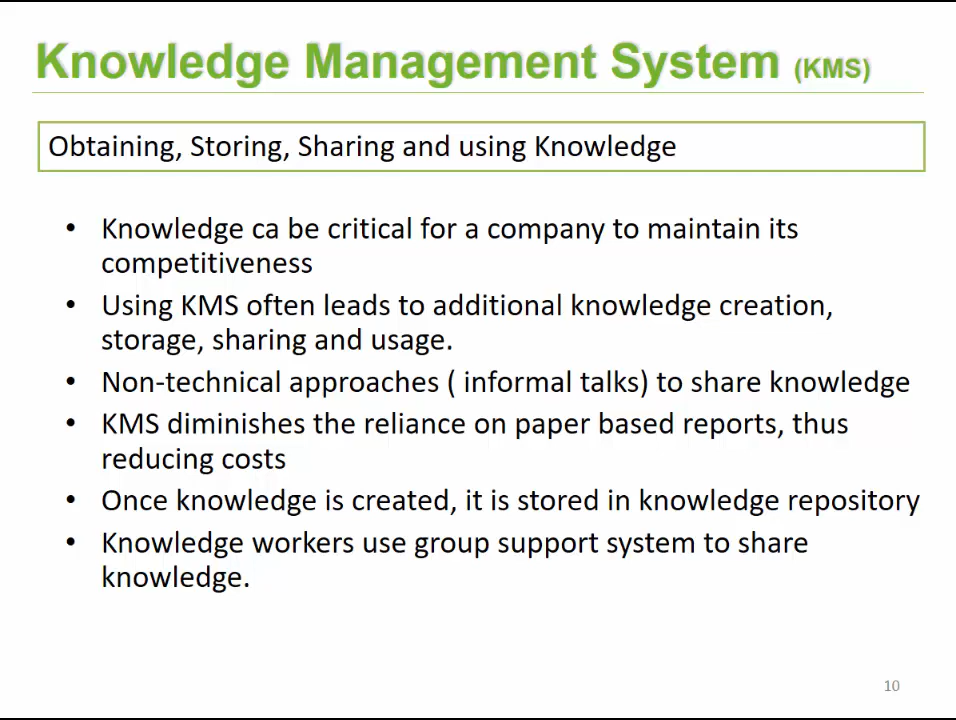 Knowledge Management System (KMS)
Obtaining, Storing, Sharing and using Knowledge
• Knowledge ca be critical for a company to maintain its
competitiveness
• Using KMS often leads to additional knowledge creation,
storage, sharing and usage.
• Non-technical approaches ( informal talks) to share knowledge
• KMS diminishes the reliance on paper based reports, thus
reducing costs
• Once knowledge is created, it is stored in knowledge repository
• Knowledge workers use group support system to share
knowledge.
10